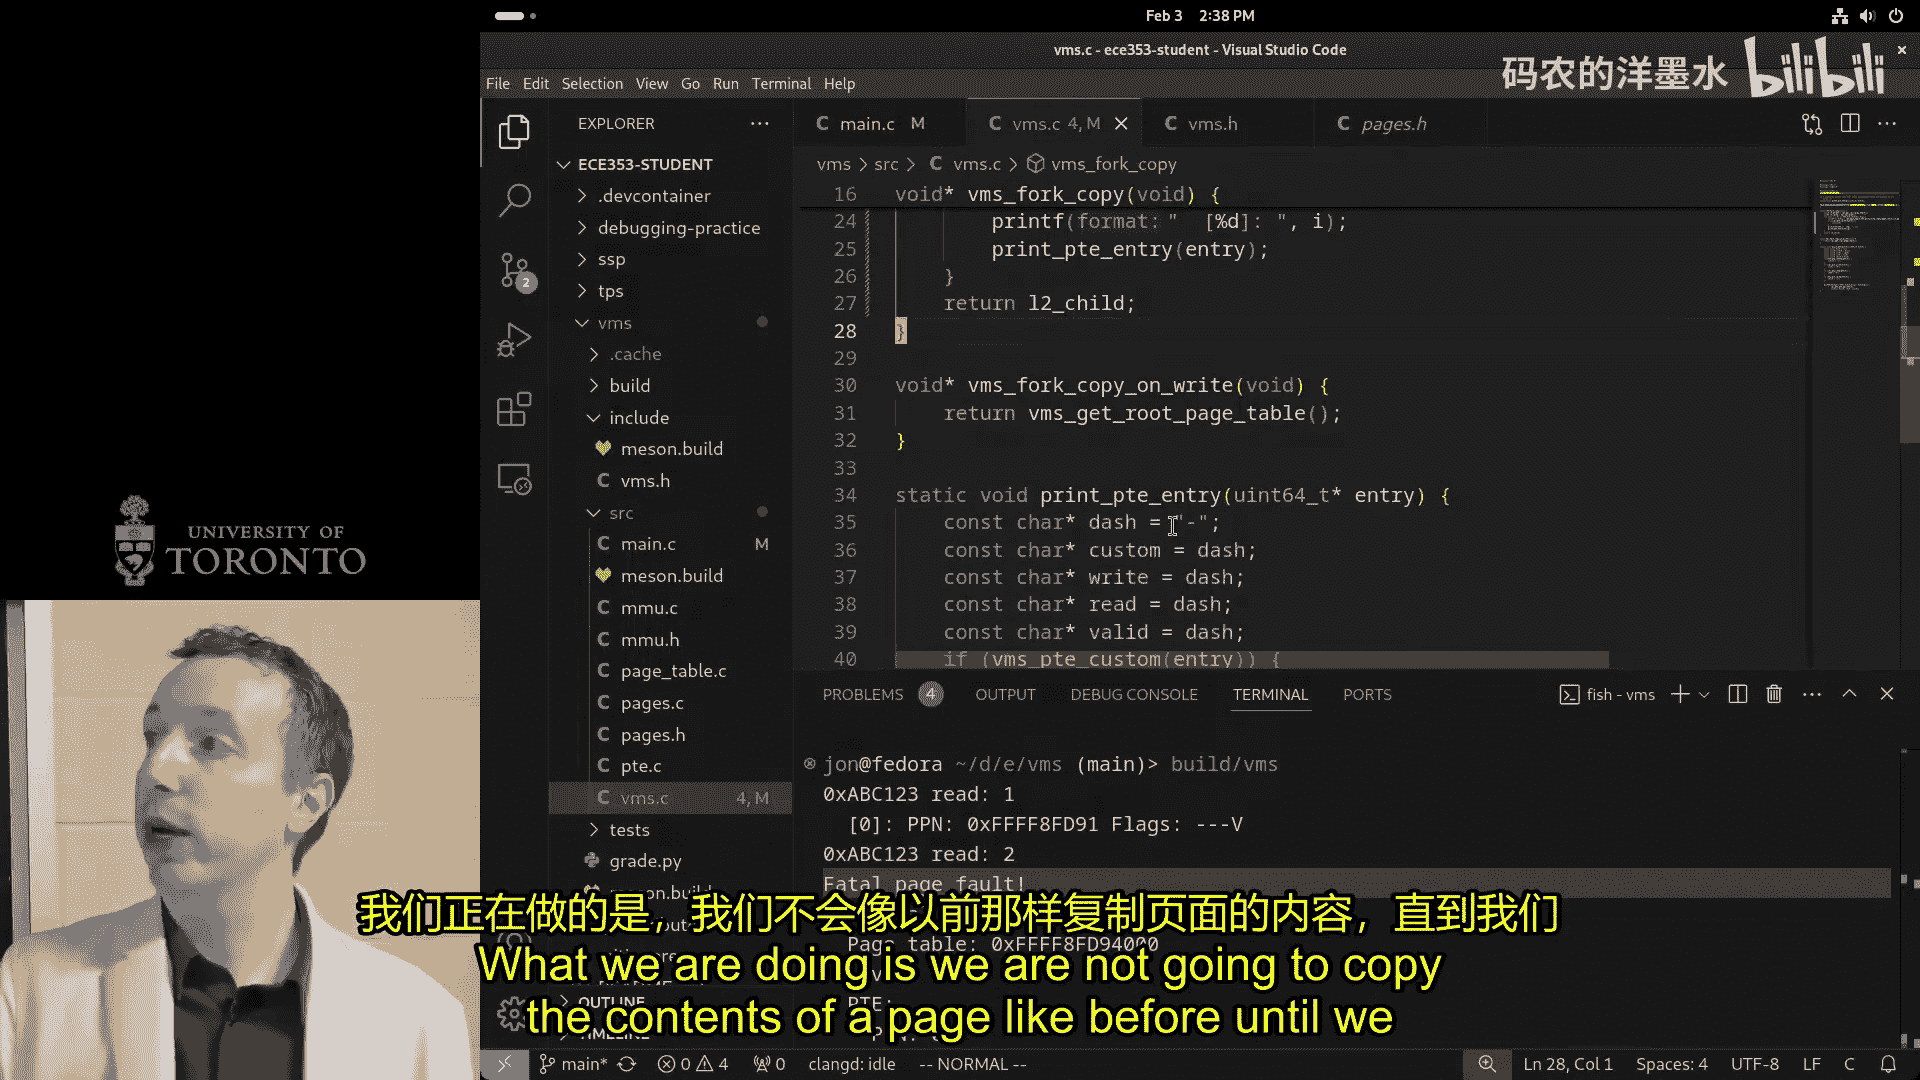 Feb 3 2:38 PM
vms.c - ece353-student - Visual Studio Code
码农的洋墨水 bilibili
File Edit Selection View Go Run Terminal Help
EXPLORER
main.c M
vms.c 4, M
vms.h
pages.h
ECE353-STUDENT
.devcontainer
debugging-practice
ssp
tps
vms
.cache
build
include
meson.build
vms.h
src
main.c M
meson.build
mmu.c
mmu.h
page_table.c
pages.c
pages.h
pte.c
vms.c 4, M
tests
grade.py
OUTLINE
2
vms > src > C vms.c > vms_fork_copy
16 void* vms_fork_copy(void) {
24 printf(format: "  [%d]: ", i);
25 print_pte_entry(entry);
26 }
27 return l2_child;
28 }
29
30 void* vms_fork_copy_on_write(void) {
31 return vms_get_root_page_table();
32 }
33
34 static void print_pte_entry(uint64_t* entry) {
35 const char* dash = "-";
36 const char* custom = dash;
37 const char* write = dash;
38 const char* read = dash;
39 const char* valid = dash;
40 if (vms_pte_custom(entry)) {
PROBLEMS 4 OUTPUT DEBUG CONSOLE TERMINAL PORTS
fish - vms
jon@fedora ~/d/e/vms (main)> build/vms
0xABC123 read: 1
[0]: PPN: 0xFFFF8FD91 Flags: ---V
0xABC123 read: 2
Fatal page fault!
Page table: 0xFFFF8FD94000
PTE:
UNIVERSITY OF
TORONTO
我们正在做的是，我们不会像以前那样复制页面的内容，直到我们
What we are doing is we are not going to copy
the contents of a page like before until we
main* 0 4 0 clangd: idle -- NORMAL -- Ln 28, Col 1 Spaces: 4 UTF-8 LF C